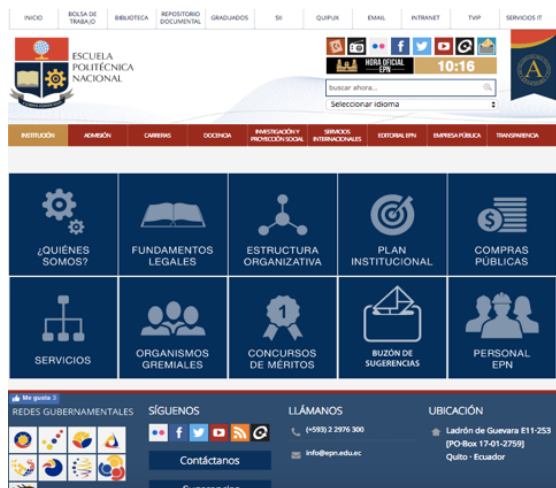 INICIO
BOLSA DE
TRABAJO
BIBLIOTECA
REPOSITORIO
DOCUMENTAL
GRADUADOS
SII
QUIPUX
EMAIL
INTRANET
TVIP
SERVICIOS IT
ESCUELA
POLITÉCNICA
NACIONAL
HORA OFICIAL
EPN
10:16
A
buscar ahora...
Seleccionar idioma
INSTITUCIÓN
ADMISIÓN
CARRERAS
DOCENCIA
INVESTIGACIÓN Y
PROYECCIÓN SOCIAL
SERVICIOS
INTERNACIONALES
EDITORIAL EPN
EMPRESA PÚBLICA
TRANSPARENCIA
¿QUIÉNES
SOMOS?
FUNDAMENTOS
LEGALES
ESTRUCTURA
ORGANIZATIVA
PLAN
INSTITUCIONAL
$
COMPRAS
PÚBLICAS
SERVICIOS
ORGANISMOS
GREMIALES
1
CONCURSOS
DE MÉRITOS
BUZÓN DE
SUGERENCIAS
PERSONAL
EPN
Me gusta 3
REDES GUBERNAMENTALES
SÍGUENOS
Contáctanos
Sugerencias
LLÁMANOS
(+593) 2 2976 300
info@epn.edu.ec
UBICACIÓN
Ladrón de Guevara E11-253
[PO-Box 17-01-2759]
Quito - Ecuador